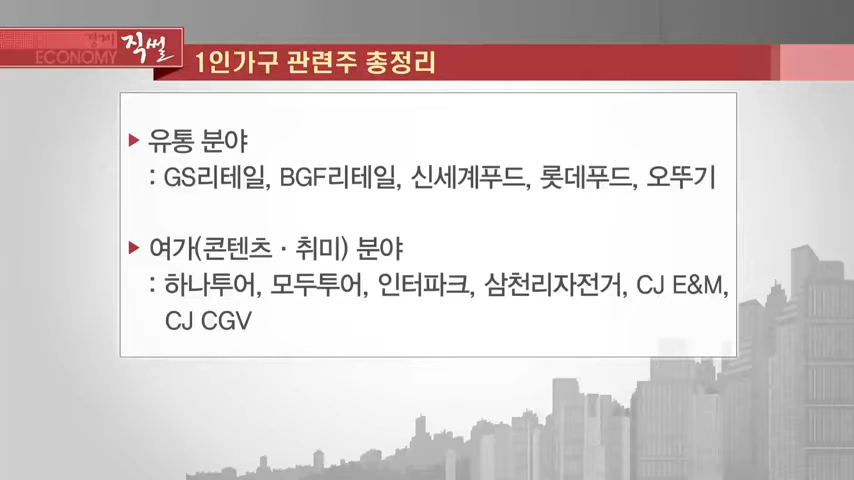 경제
ECONOMY
직썰
1인가구 관련주 총정리
▶ 유통 분야
: GS리테일, BGF리테일, 신세계푸드, 롯데푸드, 오뚜기
▶ 여가(콘텐츠 · 취미) 분야
: 하나투어, 모두투어, 인터파크, 삼천리자전거, CJ E&M,
CJ CGV